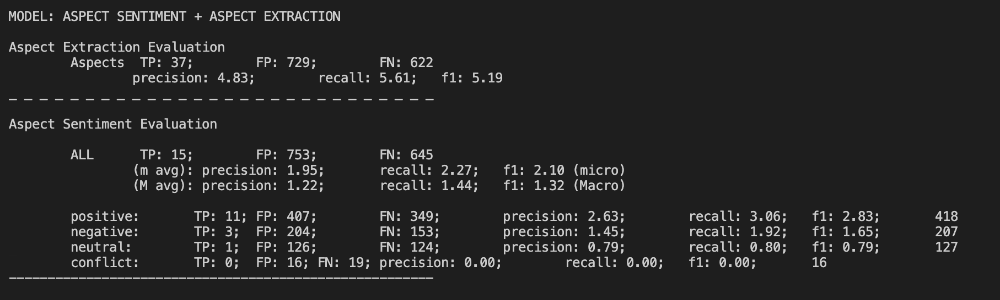 MODEL: ASPECT SENTIMENT + ASPECT EXTRACTION
Aspect Extraction Evaluation
Aspects TP: 37; FP: 729; FN: 622
precision: 4.83; recall: 5.61; f1: 5.19
_ _ _ _ _ _ _ _ _ _ _ _ _ _ _ _ _ _ _ _ _ _ _ _ _ _ _ _
Aspect Sentiment Evaluation
ALL TP: 15; FP: 753; FN: 645
(m avg): precision: 1.95; recall: 2.27; f1: 2.10 (micro)
(M avg): precision: 1.22; recall: 1.44; f1: 1.32 (Macro)
positive: TP: 11; FP: 407; FN: 349; precision: 2.63; recall: 3.06; f1: 2.83; 418
negative: TP: 3; FP: 204; FN: 153; precision: 1.45; recall: 1.92; f1: 1.65; 207
neutral: TP: 1; FP: 126; FN: 124; precision: 0.79; recall: 0.80; f1: 0.79; 127
conflict: TP: 0; FP: 16; FN: 19; precision: 0.00; recall: 0.00; f1: 0.00; 16
-------------------------------------------------------